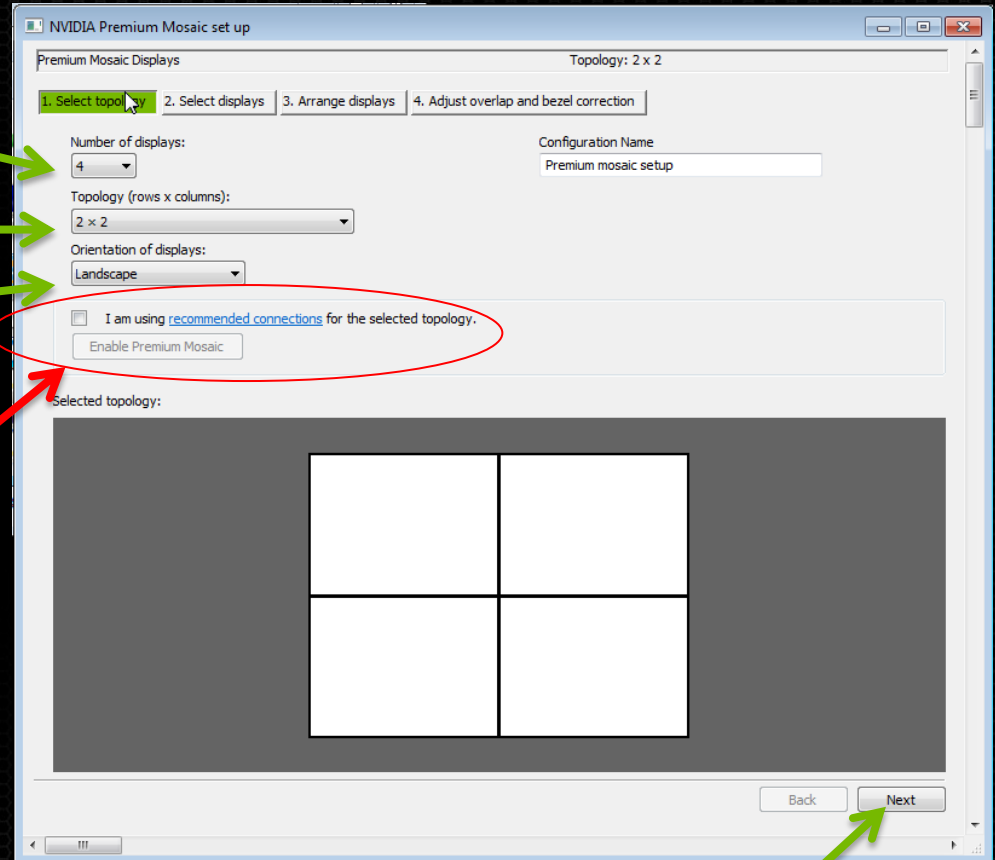 NVIDIA Premium Mosaic set up
Premium Mosaic Displays Topology: 2 x 2
1. Select topology 2. Select displays 3. Arrange displays 4. Adjust overlap and bezel correction
Number of displays: Configuration Name
4 Premium mosaic setup
Topology (rows x columns):
2 × 2
Orientation of displays:
Landscape
I am using recommended connections for the selected topology.
Enable Premium Mosaic
Selected topology:
Back Next